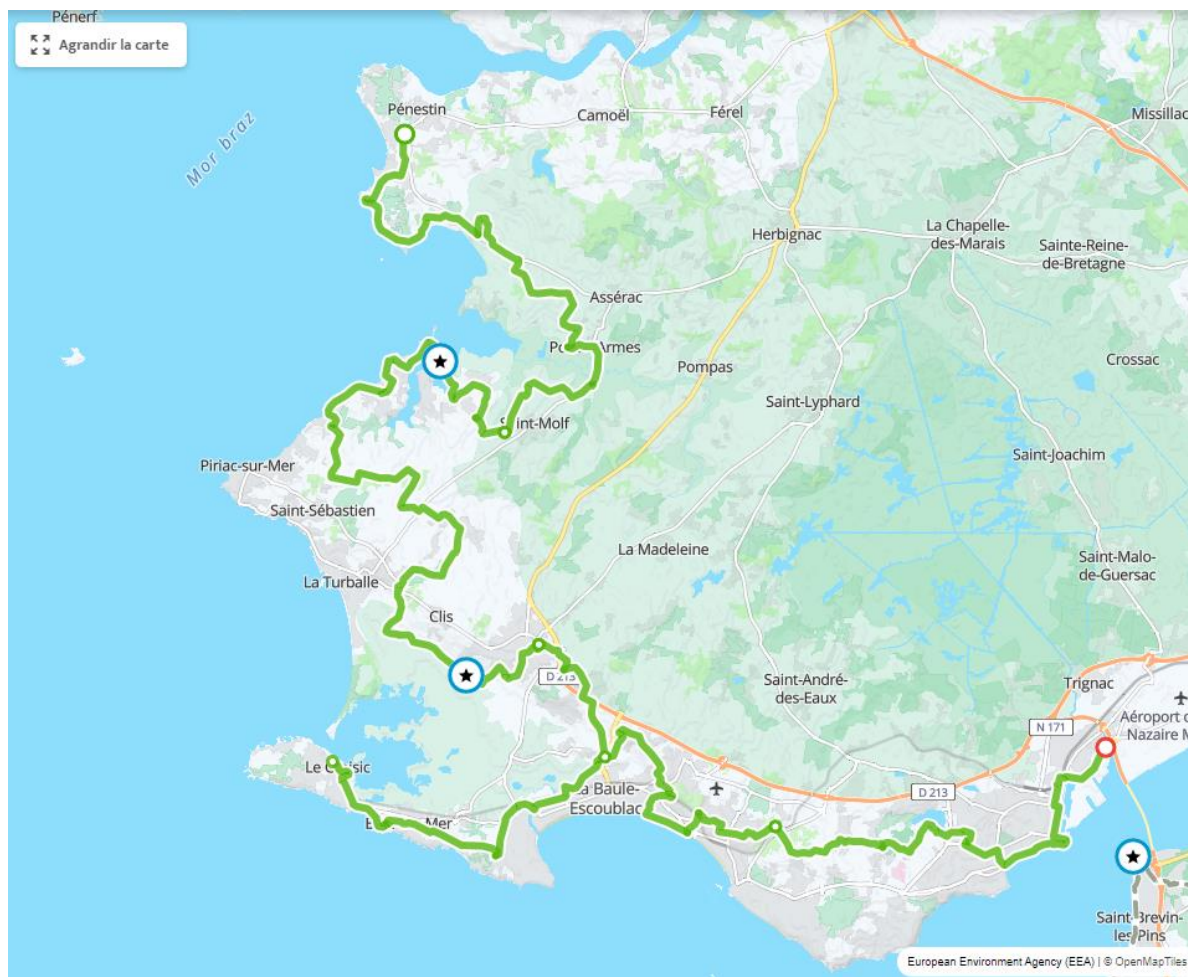 Pénerf
Agrandir la carte
Mor braz
Pénestin
Camoël
Férel
Missillac
Herbignac
La Chapelle-
des-Marais
Sainte-Reine-
de-Bretagne
Assérac
Armes
Pompas
Crossac
Saint-Lyphard
Saint-Molf
Piriac-sur-Mer
Saint-Joachim
Saint-Sébastien
La Madeleine
Saint-Malo-
de-Guersac
La Turballe
Clis
D 213
Saint-André-
des-Eaux
Trignac
N 171
Aéroport d
Nazaire M
Le Croisic
La Baule-
Escoublac
D 213
Mer
Saint-Brevin-
les-Pins
European Environment Agency (EEA) | © OpenMapTiles